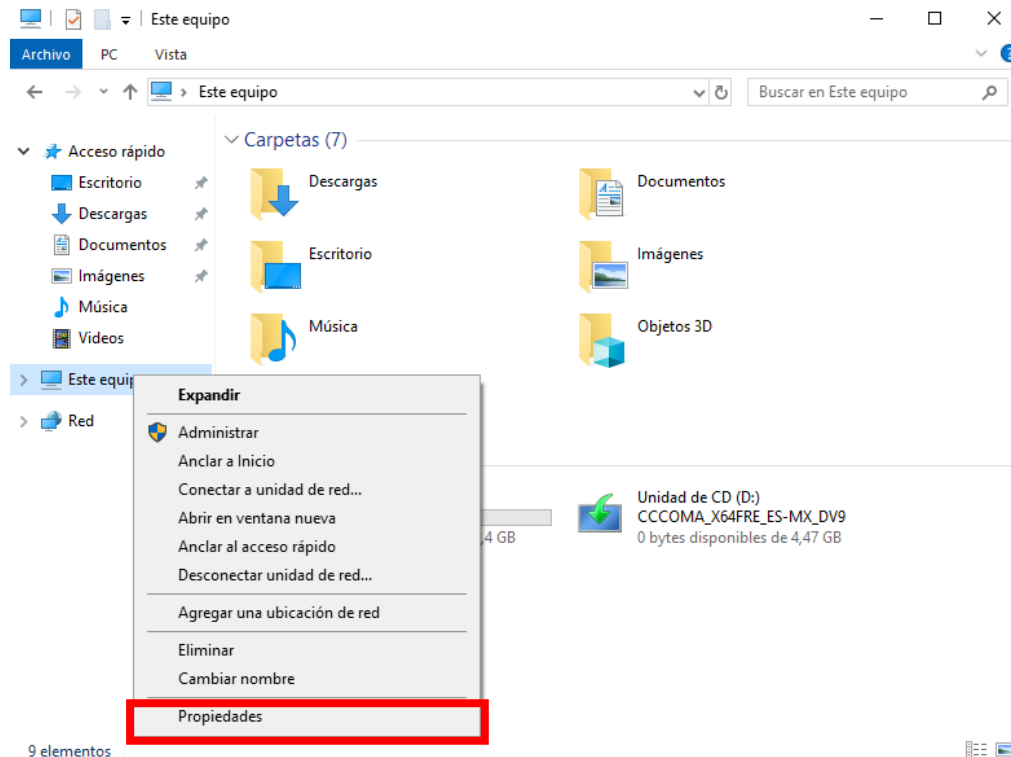 Este equipo
Archivo PC Vista
Este equipo
Buscar en Este equipo
Acceso rápido
Escritorio
Descargas
Documentos
Imágenes
Música
Videos
Este equip
Red
Carpetas (7)
Descargas
Documentos
Escritorio
Imágenes
Música
Objetos 3D
Expandir
Administrar
Anclar a Inicio
Conectar a unidad de red...
Abrir en ventana nueva
Anclar al acceso rápido
Desconectar unidad de red...
Agregar una ubicación de red
Eliminar
Cambiar nombre
Propiedades
,4 GB
Unidad de CD (D:)
CCCOMA_X64FRE_ES-MX_DV9
0 bytes disponibles de 4,47 GB
9 elementos